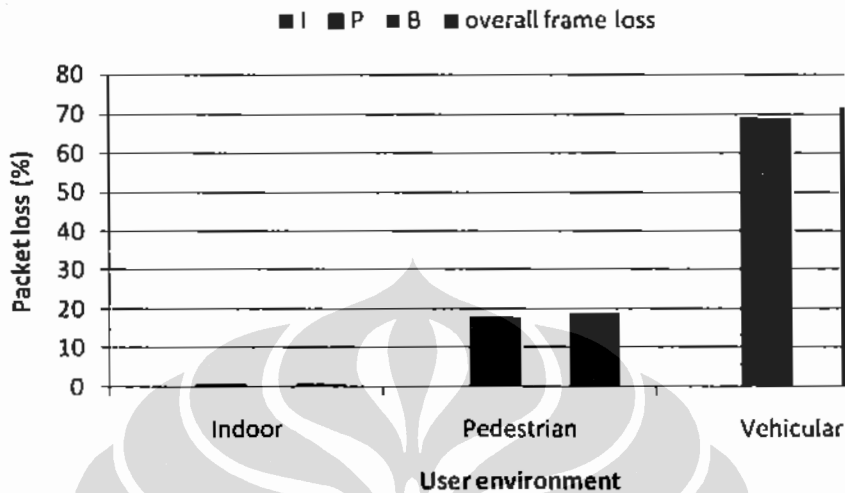 I P B overall frame loss
80
70
60
50
40
30
20
10
0
Packet loss (%)
Indoor Pedestrian Vehicular
User environment